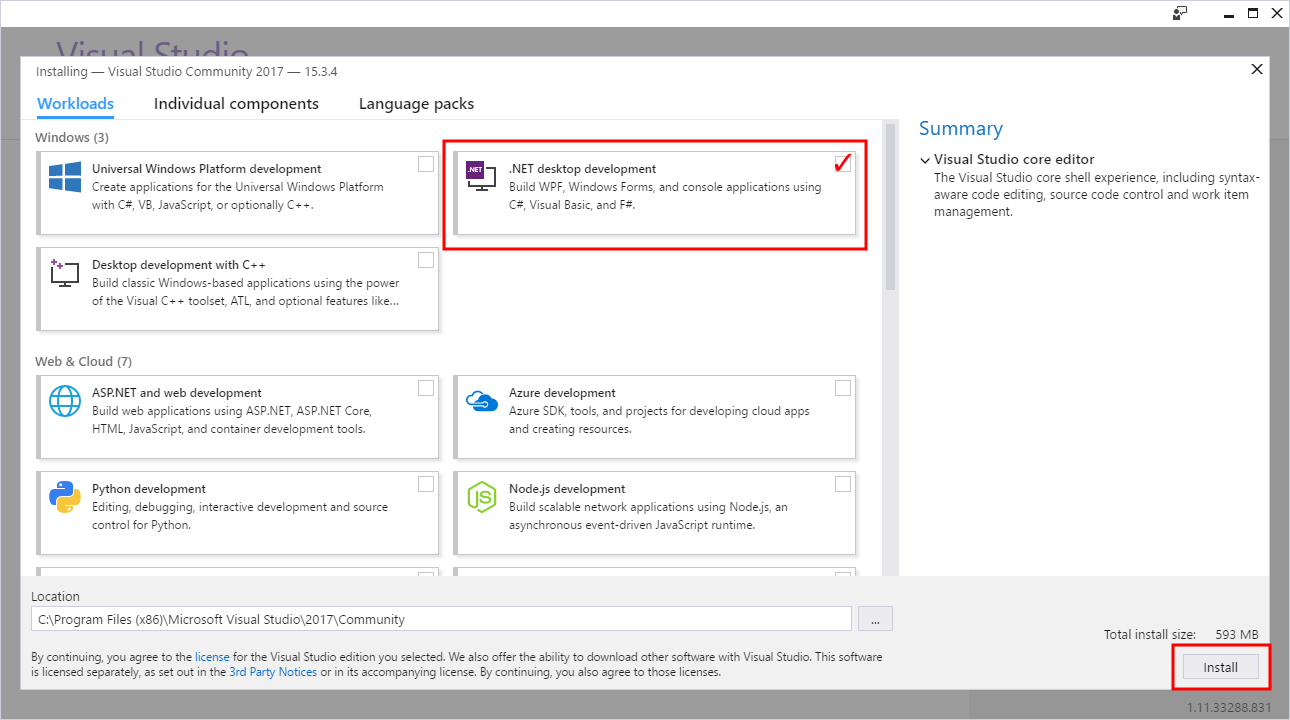 Visual Studio
Installing — Visual Studio Community 2017 — 15.3.4
Workloads
Individual components
Language packs
Windows (3)
Universal Windows Platform development
Create applications for the Universal Windows Platform
with C#, VB, JavaScript, or optionally C++.
.NET
.NET desktop development
Build WPF, Windows Forms, and console applications using
C#, Visual Basic, and F#.
Desktop development with C++
Build classic Windows-based applications using the power
of the Visual C++ toolset, ATL, and optional features like...
Web & Cloud (7)
ASP.NET and web development
Build web applications using ASP.NET, ASP.NET Core,
HTML, JavaScript, and container development tools.
Azure development
Azure SDK, tools, and projects for developing cloud apps
and creating resources.
Python development
Editing, debugging, interactive development and source
control for Python.
JS
Node.js development
Build scalable network applications using Node.js, an
asynchronous event-driven JavaScript runtime.
Summary
Visual Studio core editor
The Visual Studio core shell experience, including syntax-
aware code editing, source code control and work item
management.
Location
C:\Program Files (x86)\Microsoft Visual Studio\2017\Community
...
By continuing, you agree to the license for the Visual Studio edition you selected. We also offer the ability to download other software with Visual Studio. This software
is licensed separately, as set out in the 3rd Party Notices or in its accompanying license. By continuing, you also agree to those licenses.
Total install size: 593 MB
Install
1.11.33288.831